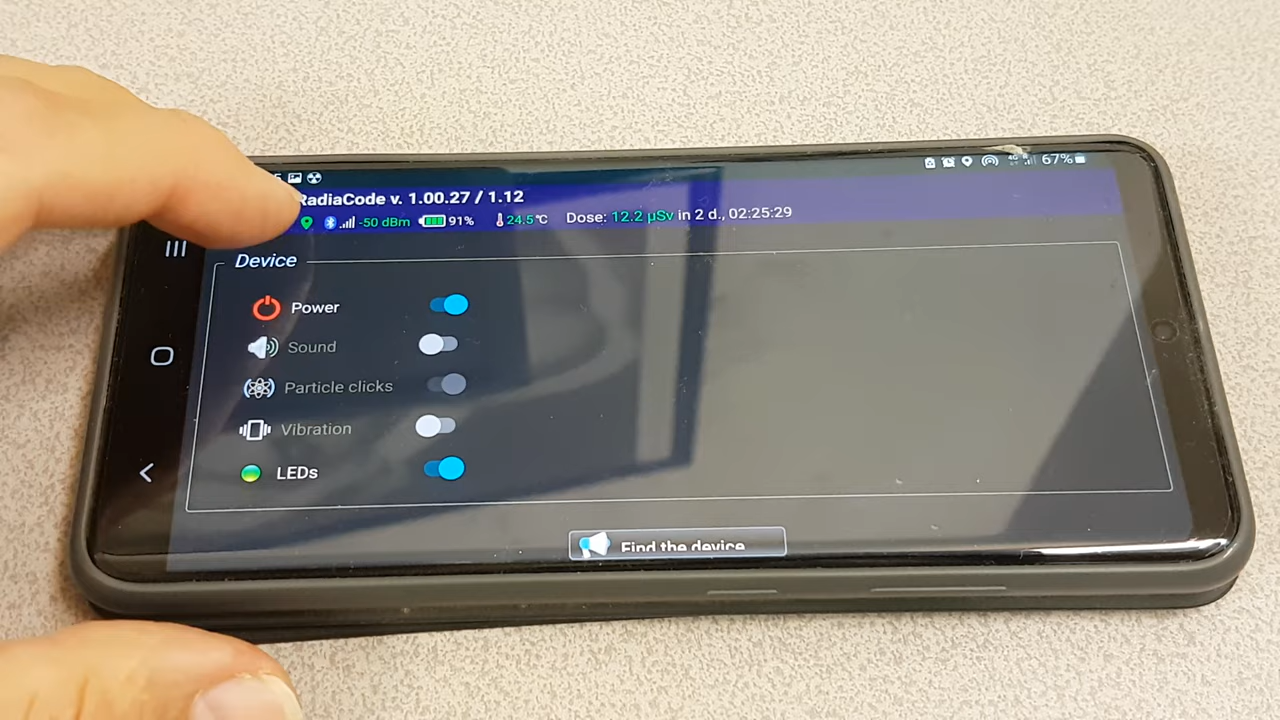 67%
RadiaCode v. 1.00.27 / 1.12
-50 dBm 91% 24.5°C Dose: 12.2 µSv in 2 d., 02:25:29
Device
Power
Sound
Particle clicks
Vibration
LEDs
Find the device